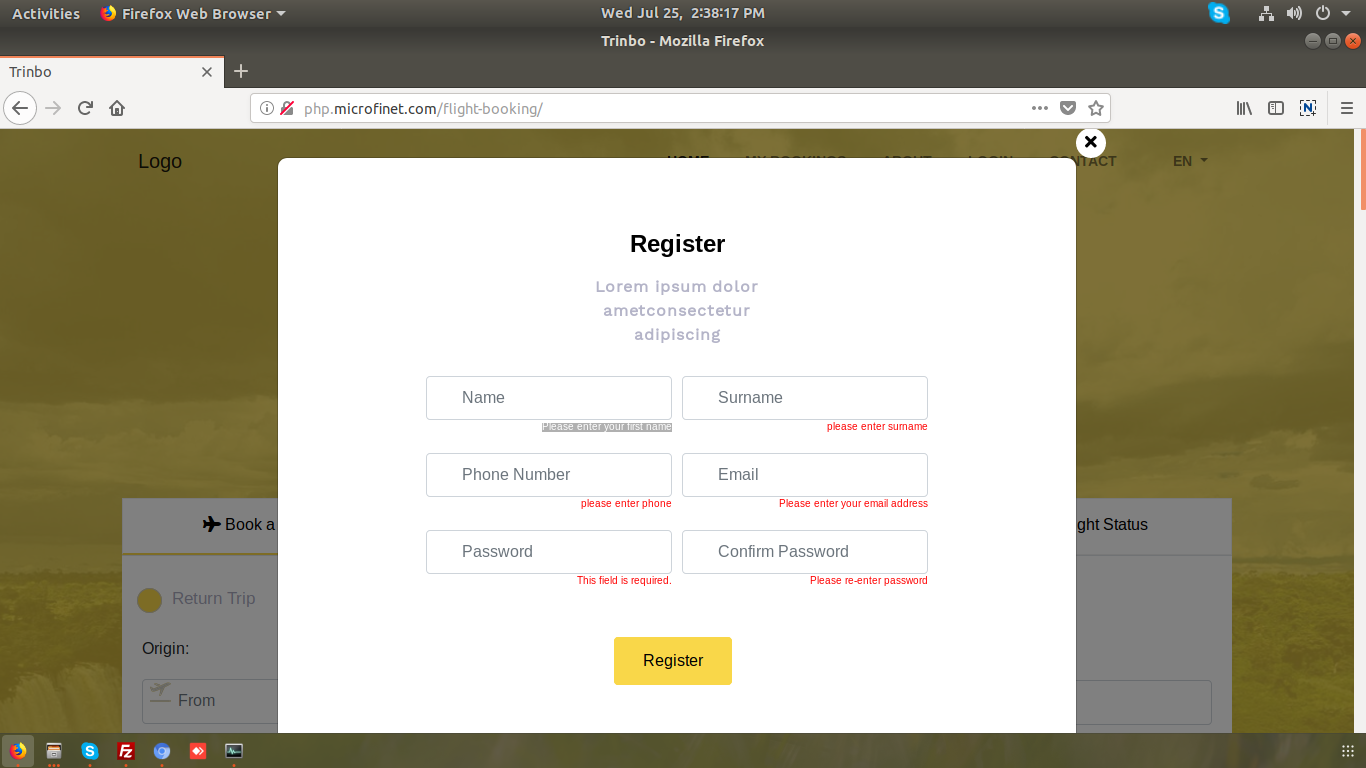 Activities Firefox Web Browser Wed Jul 25, 2:38:17 PM
Trinbo - Mozilla Firefox
Trinbo
php.microfinet.com/flight-booking/
Logo HOME MY BOOKINGS ABOUT LOGIN CONTACT EN
Register
Lorem ipsum dolor
ametconsectetur
adipiscing
Name Surname
Please enter your first name please enter surname
Phone Number Email
please enter phone Please enter your email address
Book a ght Status
Password Confirm Password
This field is required. Please re-enter password
Return Trip
Origin:
Register
From